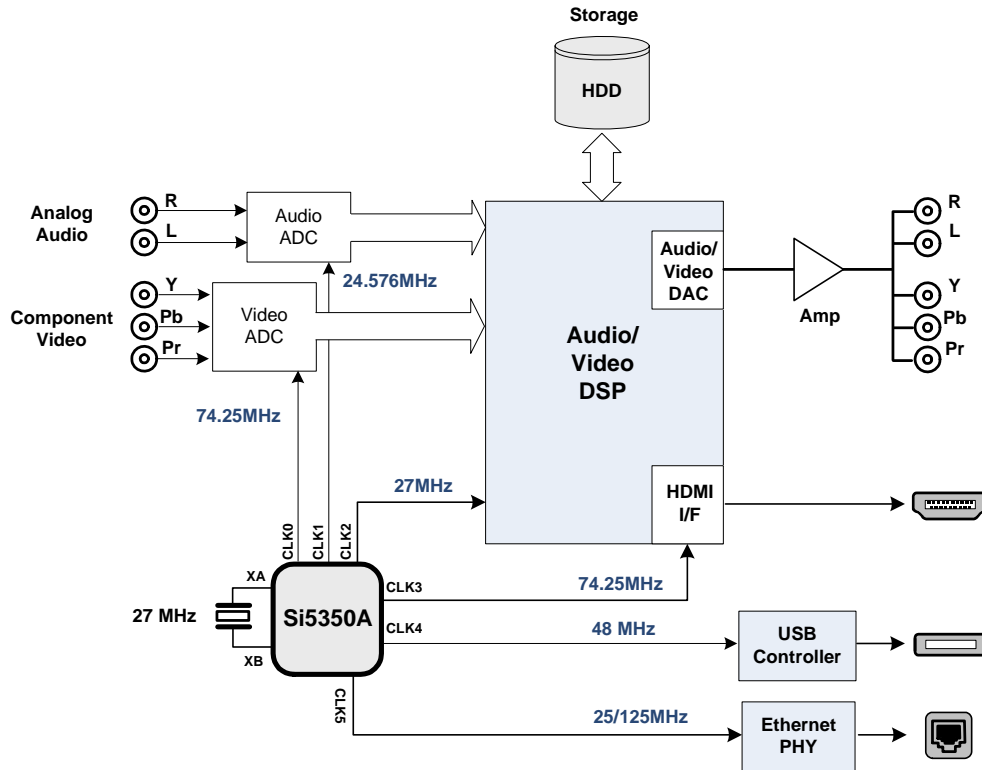 Storage
HDD
Analog
Audio
R
L
Audio
ADC
24.576MHz
Component
Video
Y
Pb
Pr
Video
ADC
74.25MHz
Audio/
Video
DSP
Audio/
Video
DAC
Amp
R
L
Y
Pb
Pr
27MHz
HDMI
I/F
CLK0
CLK1
CLK2
XA
27 MHz
XB
Si5350A
CLK3
74.25MHz
CLK4
48 MHz
USB
Controller
CLK5
25/125MHz
Ethernet
PHY